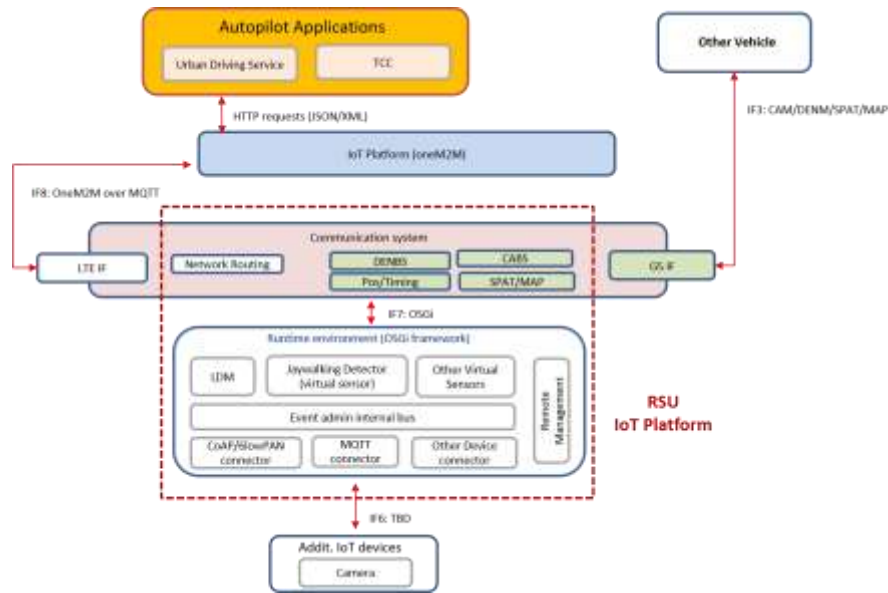 Autopilot Applications
Urban Driving Service
TCC
Other Vehicle
HTTP requests (JSON/XML)
IF3: CAM/DENM/SPAT/MAP
IoT Platform (oneM2M)
IF8: OneM2M over MQTT
Communication system
LTE IF
Network Routing
DENBS
CABS
G5 IF
Pos/Timing
SPAT/MAP
IF7: OSGi
Runtime environment (OSGi framework)
LDM
Jaywalking Detector
(virtual sensor)
Other Virtual
Sensors
Remote
Management
RSU
IoT Platform
Event admin internal bus
CoAP/6lowPAN
connector
MQTT
connector
Other Device
connector
IF6: TBD
Addit. IoT devices
Camera